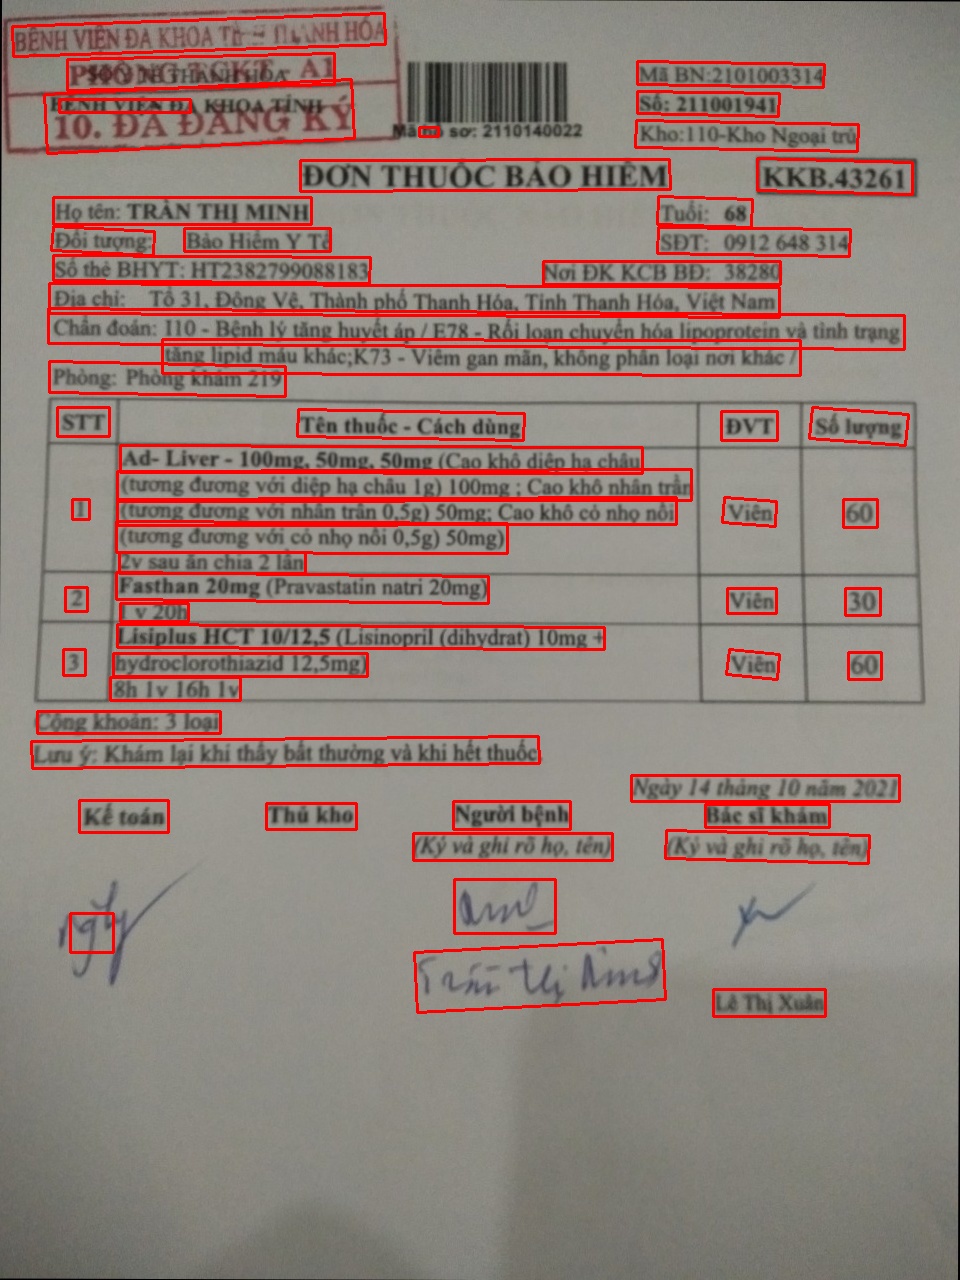 BỆNH VIỆN ĐA KHOA TỈNH THANH HÓA
SỞ Y TẾ THANH HÓA
PHÒNG TCKT - A1
BỆNH VIỆN ĐA KHOA TỈNH
10. ĐÃ ĐĂNG KÝ
Mã hồ sơ: 2110140022
Mã BN:2101003314
Số: 211001941
Kho:110-Kho Ngoại trú
ĐƠN THUỐC BẢO HIỂM
KKB.43261
Họ tên: TRẦN THỊ MINH Tuổi: 68
Đối tượng: Bảo Hiểm Y Tế SĐT: 0912 648 314
Số thẻ BHYT: HT2382799088183 Nơi ĐK KCB BĐ: 38280
Địa chỉ: Tổ 31, Đông Vệ, Thành phố Thanh Hóa, Tỉnh Thanh Hóa, Việt Nam
Chẩn đoán: I10 - Bệnh lý tăng huyết áp / E78 - Rối loạn chuyển hóa lipoprotein và tình trạng
tăng lipid máu khác;K73 - Viêm gan mãn, không phân loại nơi khác /
Phòng: Phòng khám 219
STT Tên thuốc - Cách dùng ĐVT Số lượng
1 Ad- Liver - 100mg, 50mg, 50mg (Cao khô diệp hạ châu
(tương đương với diệp hạ châu 1g) 100mg ; Cao khô nhân trần
(tương đương với nhân trần 0,5g) 50mg; Cao khô cỏ nhọ nồi Viên 60
(tương đương với cỏ nhọ nồi 0,5g) 50mg)
2v sau ăn chia 2 lần
2 Fasthan 20mg (Pravastatin natri 20mg) Viên 30
1 v 20h
3 Lisiplus HCT 10/12,5 (Lisinopril (dihydrat) 10mg +
hydroclorothiazid 12,5mg) Viên 60
8h 1v 16h 1v
Cộng khoản: 3 loại
Lưu ý: Khám lại khi thấy bất thường và khi hết thuốc.
Ngày 14 tháng 10 năm 2021
Kế toán Thủ kho Người bệnh Bác sĩ khám
(Ký và ghi rõ họ, tên) (Ký và ghi rõ họ, tên)
Trần Thị Minh
Lê Thị Xuân